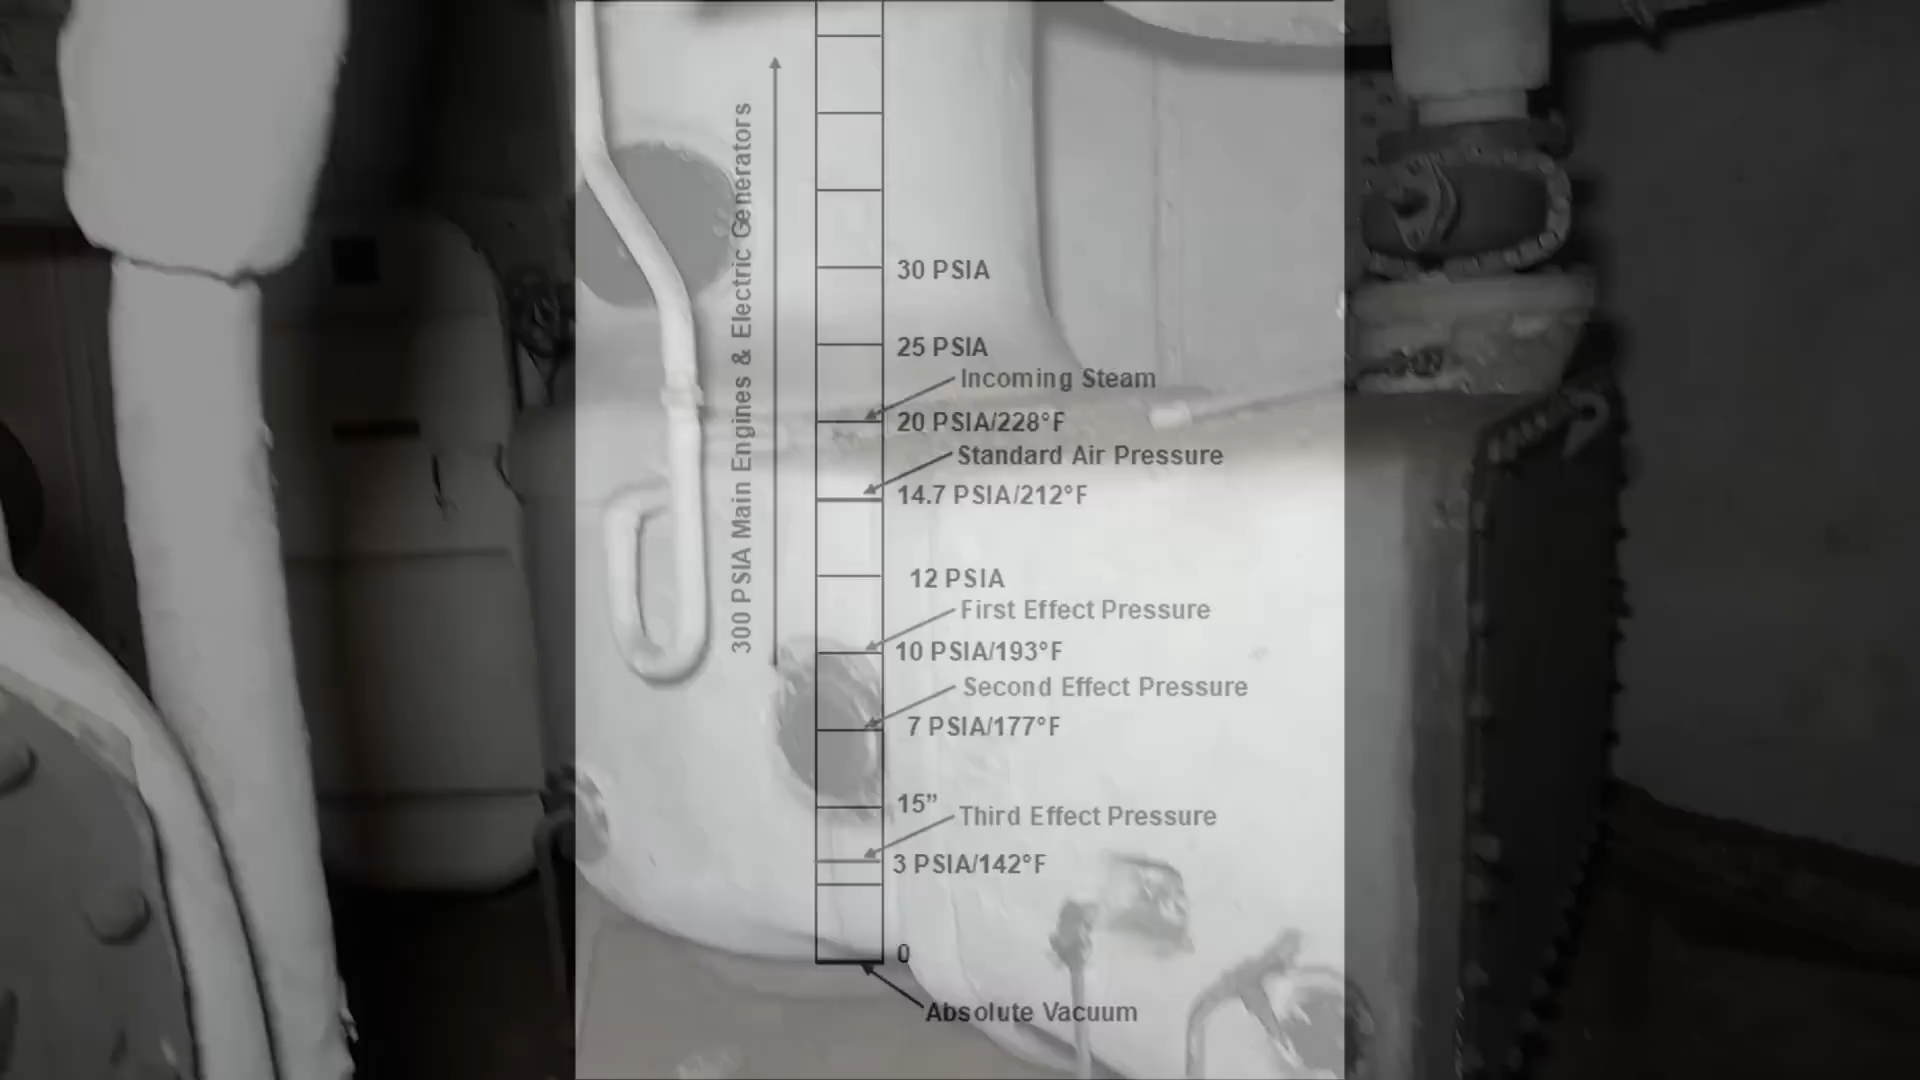 300 PSIA Main Engines & Electric Generators
30 PSIA
25 PSIA
Incoming Steam
20 PSIA/228°F
Standard Air Pressure
14.7 PSIA/212°F
12 PSIA
First Effect Pressure
10 PSIA/193°F
Second Effect Pressure
7 PSIA/177°F
15”
Third Effect Pressure
3 PSIA/142°F
0
Absolute Vacuum